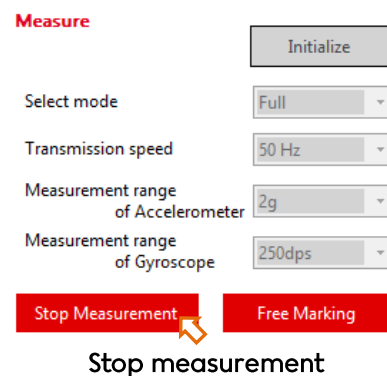 Measure
Initialize
Select mode
Full
Transmission speed
50 Hz
Measurement range
of Accelerometer
2g
Measurement range
of Gyroscope
250dps
Stop Measurement
Free Marking
Stop measurement